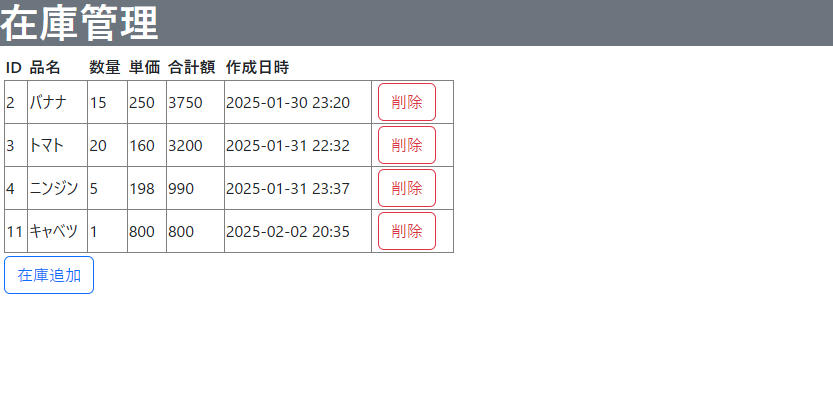 在庫管理
ID 品名 数量 単価 合計額 作成日時
2 バナナ 15 250 3750 2025-01-30 23:20 削除
3 トマト 20 160 3200 2025-01-31 22:32 削除
4 ニンジン 5 198 990 2025-01-31 23:37 削除
11 キャベツ 1 800 800 2025-02-02 20:35 削除
在庫追加